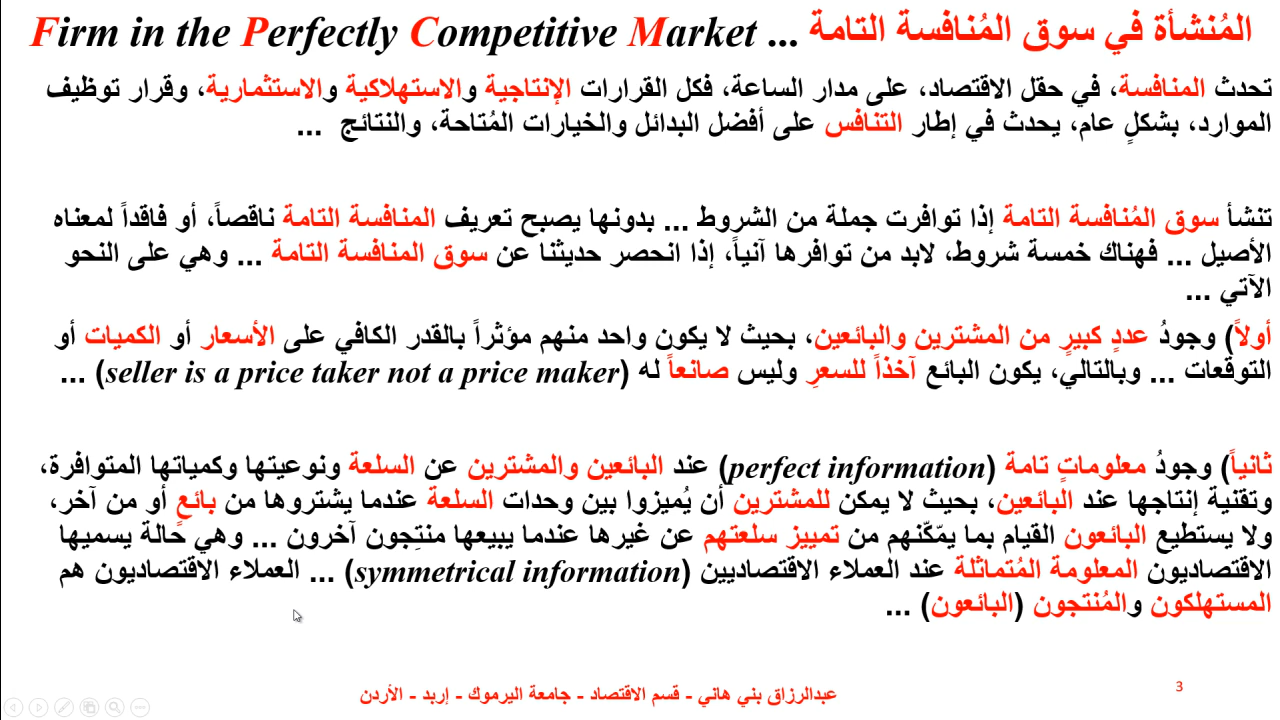 المُنشأة في سوق المُنافسة التامة ... Firm in the Perfectly Competitive Market
تحدث المنافسة، في حقل الاقتصاد، على مدار الساعة، فكل القرارات الإنتاجية والاستهلاكية والاستثمارية، وقرار توظيف
الموارد، بشكلٍ عام، يحدث في إطار التنافس على أفضل البدائل والخيارات المُتاحة، والنتائج ...
تنشأ سوق المُنافسة التامة إذا توافرت جملة من الشروط ... بدونها يصبح تعريف المنافسة التامة ناقصاً، أو فاقداً لمعناه
الأصيل ... فهناك خمسة شروط، لابد من توافرها آنياً، إذا انحصر حديثنا عن سوق المنافسة التامة ... وهي على النحو
الآتي ...
أولاً) وجودُ عددٍ كبيرٍ من المشترين والبائعين، بحيث لا يكون واحد منهم مؤثراً بالقدر الكافي على الأسعار أو الكميات أو
التوقعات ... وبالتالي، يكون البائع آخذاً للسعرِ وليس صانعاً له (seller is a price taker not a price maker) ...
ثانياً) وجودُ معلوماتٍ تامة (perfect information) عند البائعين والمشترين عن السلعة ونوعيتها وكمياتها المتوافرة،
وتقنية إنتاجها عند البائعين، بحيث لا يمكن للمشترين أن يُميزوا بين وحدات السلعة عندما يشتروها من بائعٍ أو من آخر،
ولا يستطيع البائعون القيام بما يمّكنّهم من تمييز سلعتهم عن غيرها عندما يبيعها منتِجون آخرون ... وهي حالة يسميها
الاقتصاديون المعلومة المُتماثلة عند العملاء الاقتصاديين (symmetrical information) ... العملاء الاقتصاديون هم
المستهلكون والمُنتجون (البائعون) ...
عبدالرزاق بني هاني - قسم الاقتصاد - جامعة اليرموك - إربد - الأردن
3